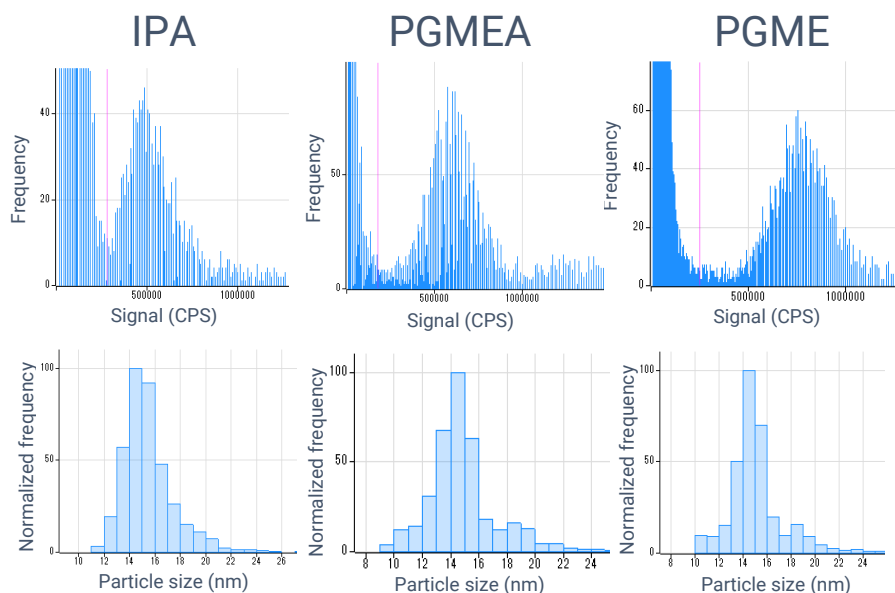 IPA
PGMEA
PGME
Frequency
40
20
0
500000
1000000
Signal (CPS)
Frequency
50
0
500000
1000000
Signal (CPS)
Frequency
60
40
20
0
500000
1000000
Signal (CPS)
Normalized frequency
100
50
0
10 12 14 16 18 20 22 24 26
Particle size (nm)
Normalized frequency
100
50
0
8 10 12 14 16 18 20 22 24
Particle size (nm)
Normalized frequency
100
50
0
8 10 12 14 16 18 20 22 24
Particle size (nm)